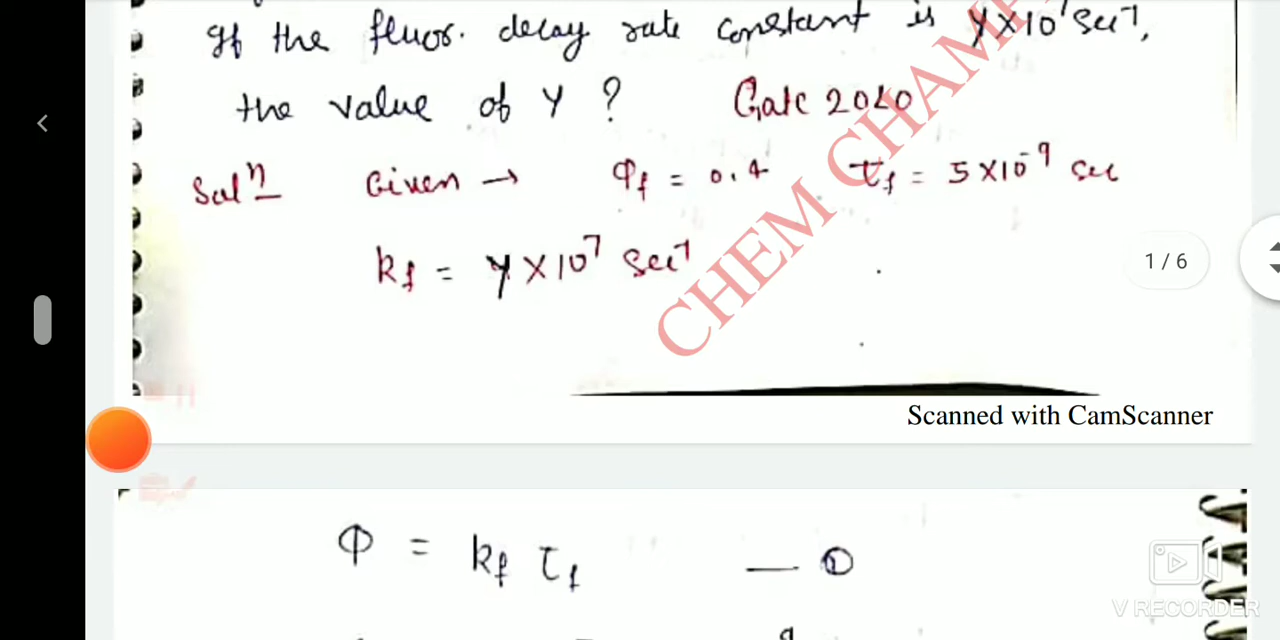 If the fluor. decay rate constant is Y×10⁷ Sec⁻¹,
the value of Y ? Gate 2020
Solⁿ Given → Φf = 0.4 τf = 5×10⁻⁹ Sec
kf = Y×10⁷ Sec⁻¹
CHEM CHAMP
1 / 6
Scanned with CamScanner
Φ = kf τf — ①
V RECORDER